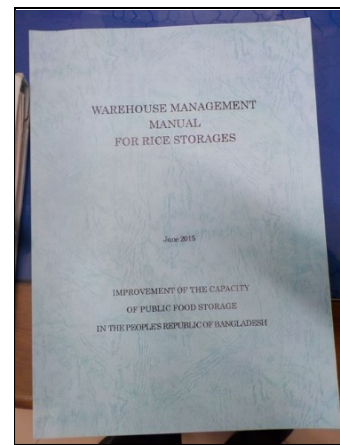 WAREHOUSE MANAGEMENT
MANUAL
FOR RICE STORAGES
June 2015
IMPROVEMENT OF THE CAPACITY
OF PUBLIC FOOD STORAGE
IN THE PEOPLE'S REPUBLIC OF BANGLADESH